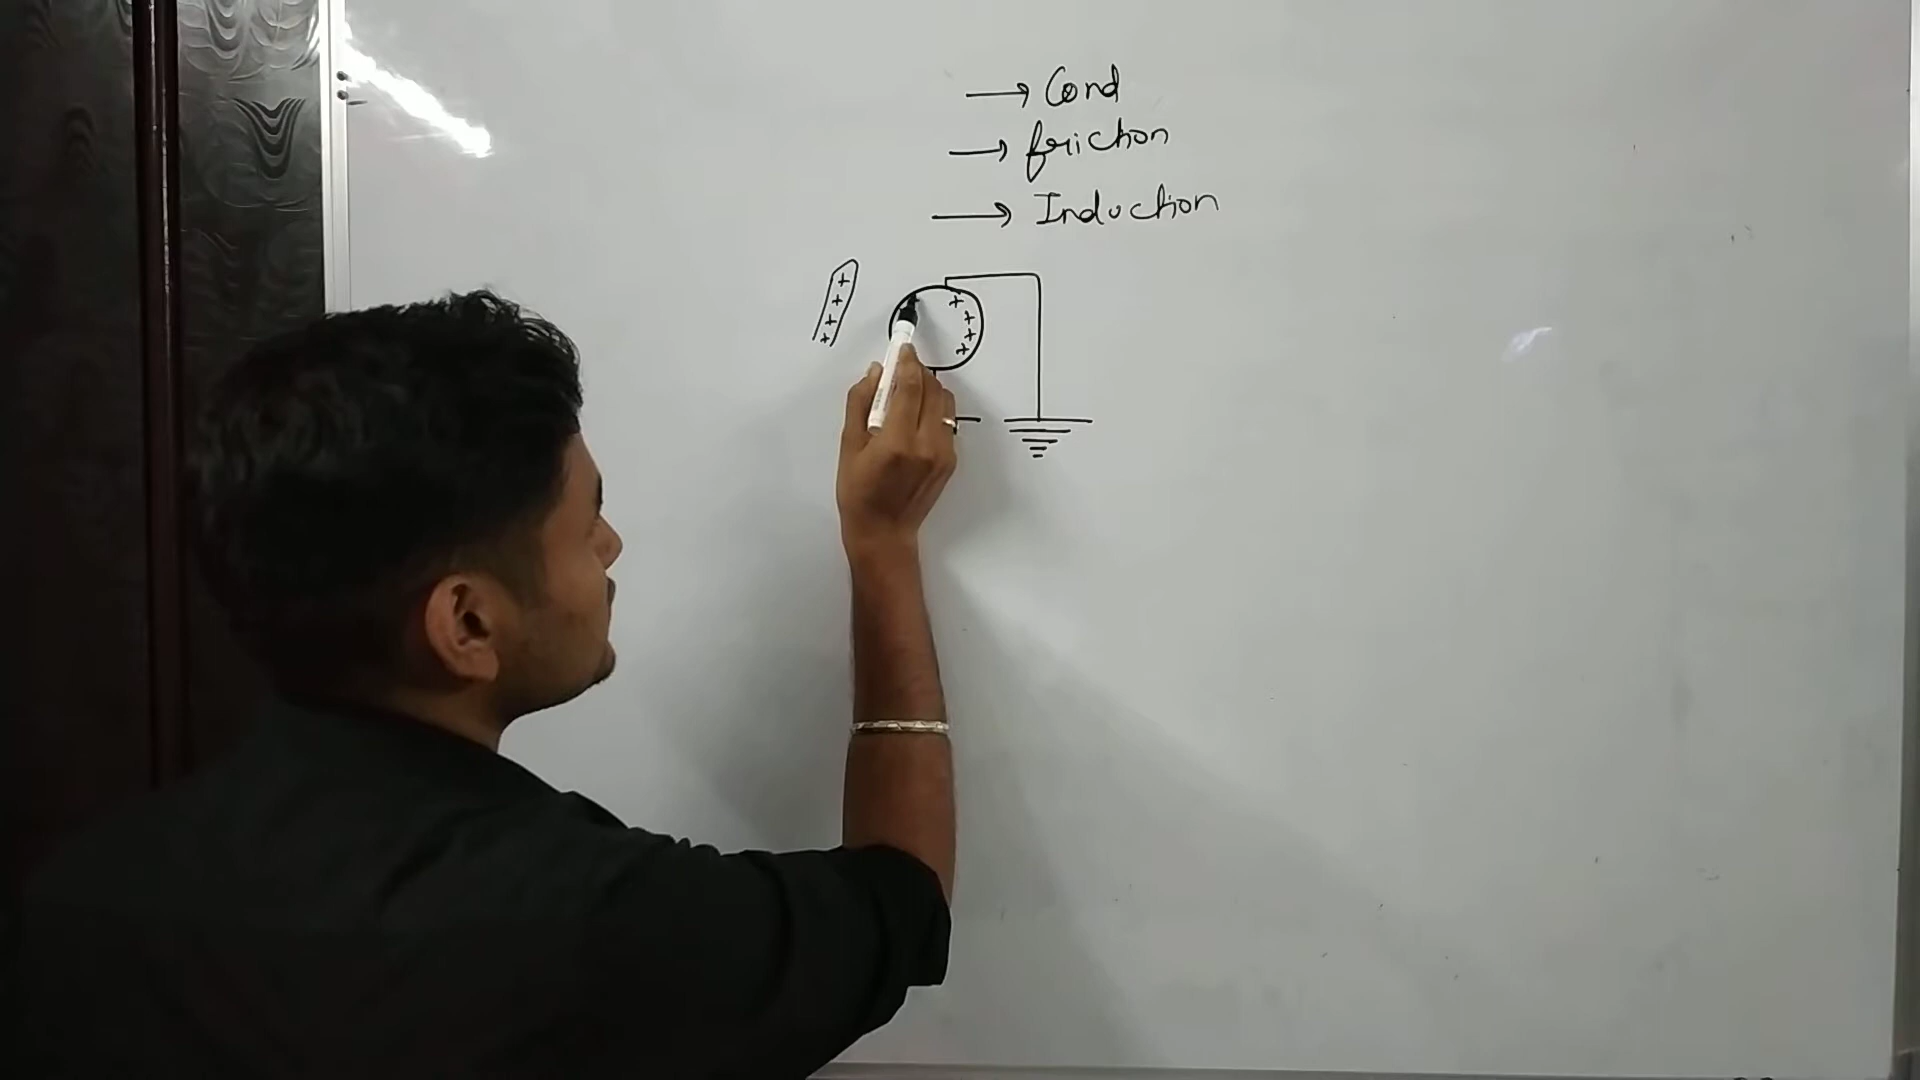 → Cond
→ friction
→ Induction
+
+
+
+
+
+
+
+